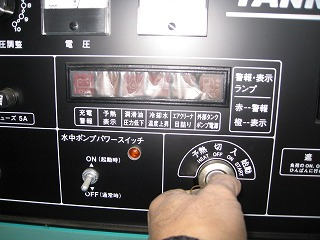 YANM
10
圧調整
電圧
警報・表示
ランプ
赤--警報
橙--表示
ューズ 5A
充電
警報
予熱
表示
潤滑油
圧力低下
冷却水
温度上昇
エアクリーナ
目詰り
外部タンク
ポンプ電源
水中ポンプパワースイッチ
ON(起動時)
OFF(通常時)
予熱 切 入 始動
HEAT OFF ON START